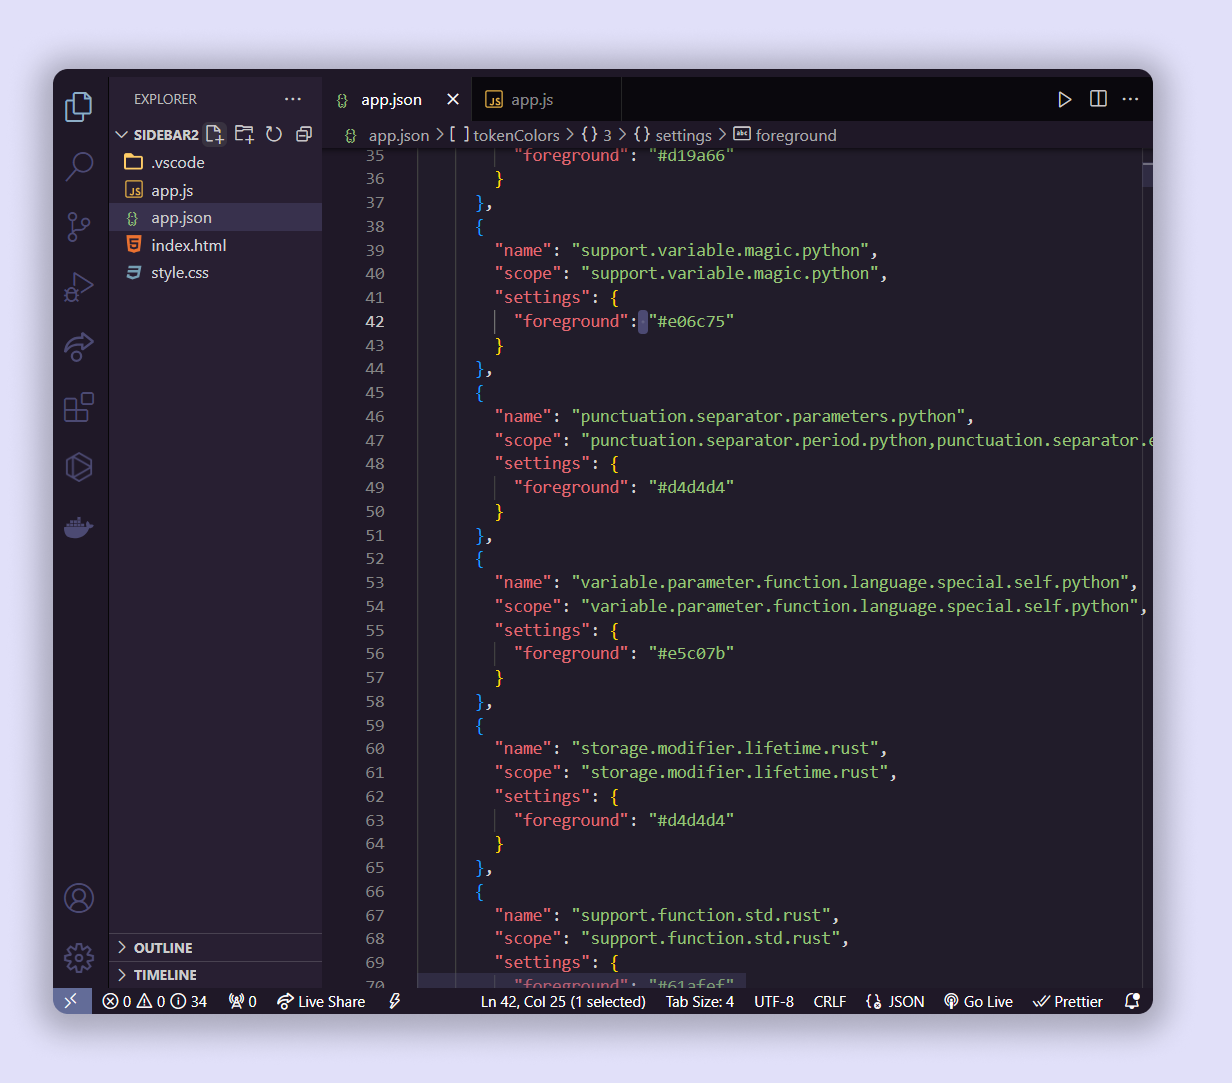 EXPLORER
SIDEBAR2
.vscode
app.js
app.json
index.html
style.css
OUTLINE
TIMELINE
app.json
app.js
app.json > [ ] tokenColors > {} 3 > {} settings > abc foreground
35 "foreground": "#d19a66"
36 }
37 },
38 {
39 "name": "support.variable.magic.python",
40 "scope": "support.variable.magic.python",
41 "settings": {
42 "foreground": "#e06c75"
43 }
44 },
45 {
46 "name": "punctuation.separator.parameters.python",
47 "scope": "punctuation.separator.period.python,punctuation.separator.e
48 "settings": {
49 "foreground": "#d4d4d4"
50 }
51 },
52 {
53 "name": "variable.parameter.function.language.special.self.python",
54 "scope": "variable.parameter.function.language.special.self.python",
55 "settings": {
56 "foreground": "#e5c07b"
57 }
58 },
59 {
60 "name": "storage.modifier.lifetime.rust",
61 "scope": "storage.modifier.lifetime.rust",
62 "settings": {
63 "foreground": "#d4d4d4"
64 }
65 },
66 {
67 "name": "support.function.std.rust",
68 "scope": "support.function.std.rust",
69 "settings": {
70 "foreground": "#61afef"
0 0 34 0 Live Share Ln 42, Col 25 (1 selected) Tab Size: 4 UTF-8 CRLF JSON Go Live Prettier